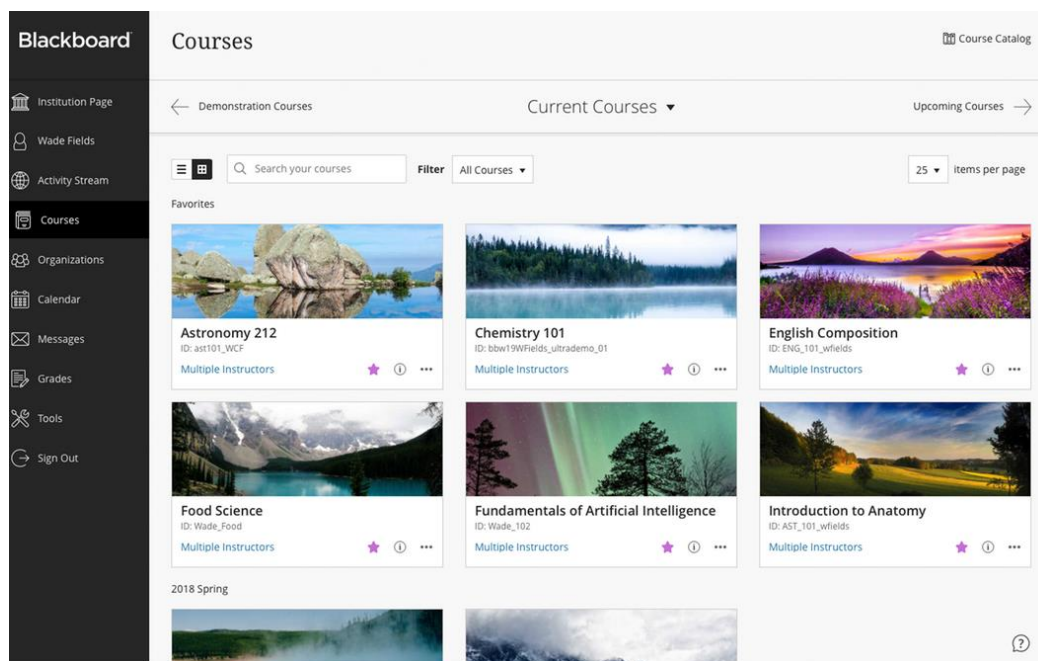 Blackboard
Institution Page
Wade Fields
Activity Stream
Courses
Organizations
Calendar
Messages
Grades
Tools
Sign Out
Courses
Course Catalog
Demonstration Courses
Current Courses
Upcoming Courses
Search your courses
Filter
All Courses
25
items per page
Favorites
Astronomy 212
ID: ast101_WCF
Multiple Instructors
Chemistry 101
ID: bbw19WFields_ultrademo_01
Multiple Instructors
English Composition
ID: ENG_101_wfields
Multiple Instructors
Food Science
ID: Wade_Food
Multiple Instructors
Fundamentals of Artificial Intelligence
ID: Wade_102
Multiple Instructors
Introduction to Anatomy
ID: AST_101_wfields
Multiple Instructors
2018 Spring